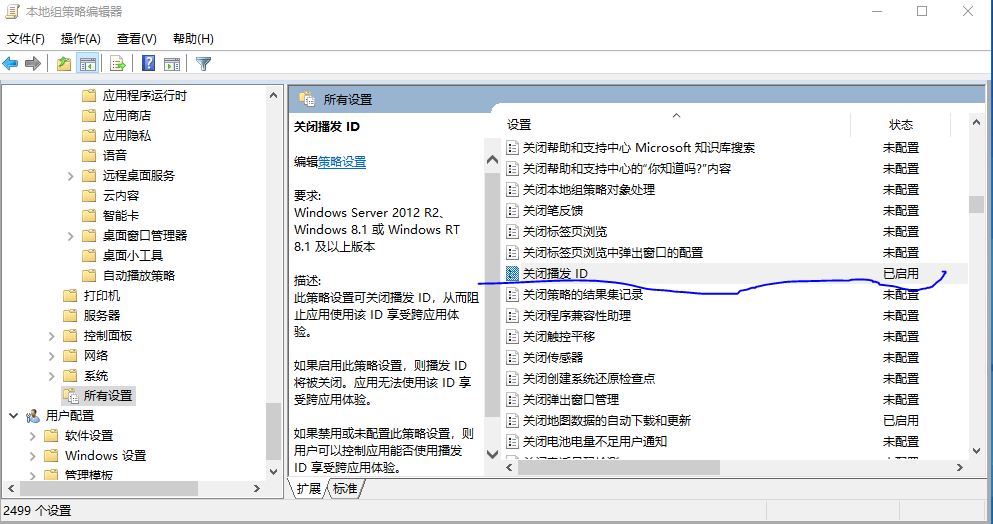 本地组策略编辑器
文件(F) 操作(A) 查看(V) 帮助(H)
应用程序运行时
应用商店
应用隐私
语音
远程桌面服务
云内容
智能卡
桌面窗口管理器
桌面小工具
自动播放策略
打印机
服务器
控制面板
网络
系统
所有设置
用户配置
软件设置
Windows 设置
管理模板
所有设置
关闭播发 ID
编辑策略设置
要求:
Windows Server 2012 R2、
Windows 8.1 或 Windows RT
8.1 及以上版本
描述:
此策略设置可关闭播发 ID，从而阻
止应用使用该 ID 享受跨应用体
验。
如果启用此策略设置，则播发 ID
将被关闭。应用无法使用该 ID 享
受跨应用体验。
如果禁用或未配置此策略设置，则
用户可以控制应用能否使用播发
ID 享受跨应用体验。
设置 状态
关闭帮助和支持中心 Microsoft 知识库搜索 未配置
关闭帮助和支持中心的“你知道吗?”内容 未配置
关闭本地组策略对象处理 未配置
关闭笔反馈 未配置
关闭标签页浏览 未配置
关闭标签页浏览中弹出窗口的配置 未配置
关闭播发 ID 已启用
关闭策略的结果集记录 未配置
关闭程序兼容性助理 未配置
关闭触控平移 未配置
关闭传感器 未配置
关闭创建系统还原检查点 未配置
关闭弹出窗口管理 未配置
关闭地图数据的自动下载和更新 已启用
关闭电池电量不足用户通知 未配置
扩展 标准
2499 个设置